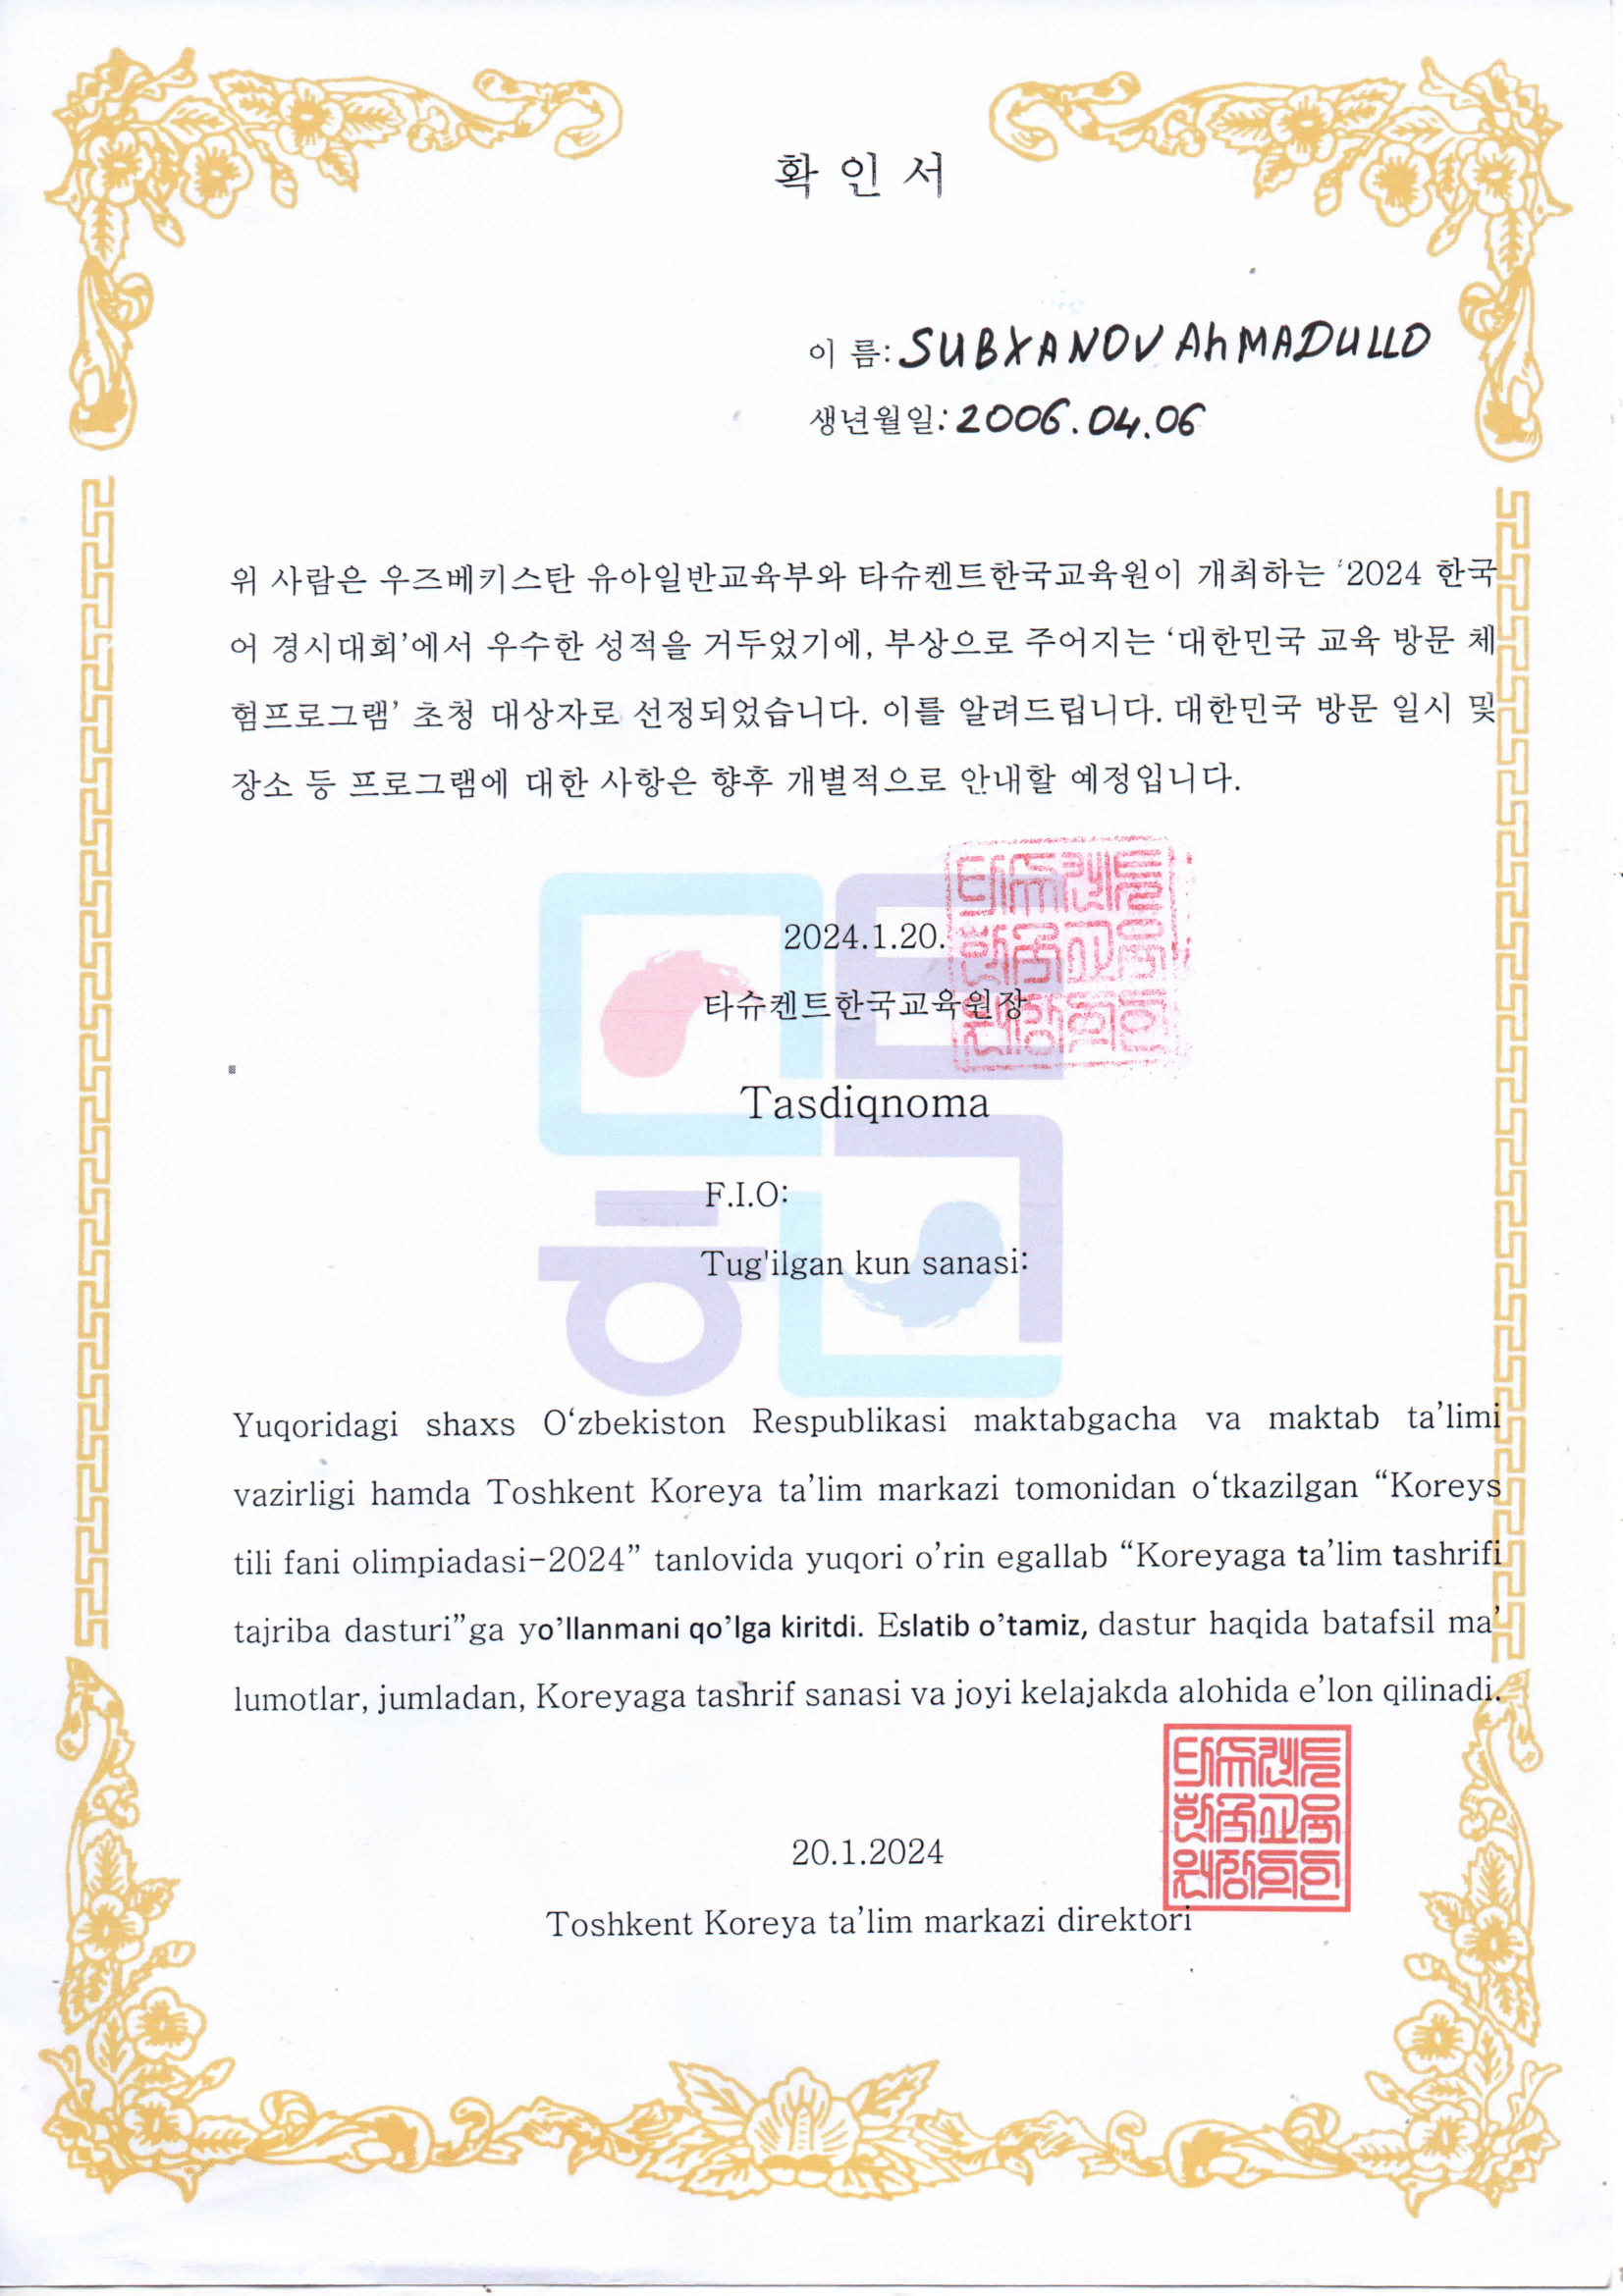 확 인 서
이 름: SUBXANOV AhMADULLO
생년월일: 2006.04.06
위 사람은 우즈베키스탄 유아일반교육부와 타슈켄트한국교육원이 개최하는 ‘2024 한국
어 경시대회’에서 우수한 성적을 거두었기에, 부상으로 주어지는 ‘대한민국 교육 방문 체
험프로그램’ 초청 대상자로 선정되었습니다. 이를 알려드립니다. 대한민국 방문 일시 및
장소 등 프로그램에 대한 사항은 향후 개별적으로 안내할 예정입니다.
2024.1.20.
타슈켄트한국교육원장
Tasdiqnoma
F.I.O:
Tug'ilgan kun sanasi:
Yuqoridagi shaxs O‘zbekiston Respublikasi maktabgacha va maktab ta’limi
vazirligi hamda Toshkent Koreya ta’lim markazi tomonidan o‘tkazilgan “Koreys
tili fani olimpiadasi-2024” tanlovida yuqori o’rin egallab “Koreyaga ta’lim tashrifi
tajriba dasturi”ga yo’llanmani qo’lga kiritdi. Eslatib o’tamiz, dastur haqida batafsil ma’
lumotlar, jumladan, Koreyaga tashrif sanasi va joyi kelajakda alohida e’lon qilinadi.
20.1.2024
Toshkent Koreya ta’lim markazi direktori